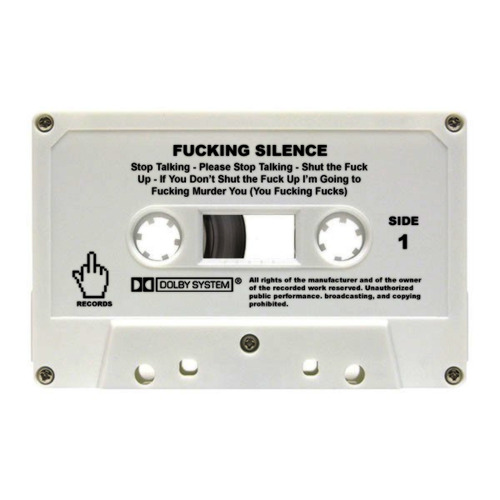 FUCKING SILENCE
Stop Talking - Please Stop Talking - Shut the Fuck
Up - If You Don't Shut the Fuck Up I'm Going to
Fucking Murder You (You Fucking Fucks)
SIDE
1
RECORDS
DOLBY SYSTEM ®
All rights of the manufacturer and of the owner
of the recorded work reserved. Unauthorized
public performance. broadcasting, and copying
prohibited.